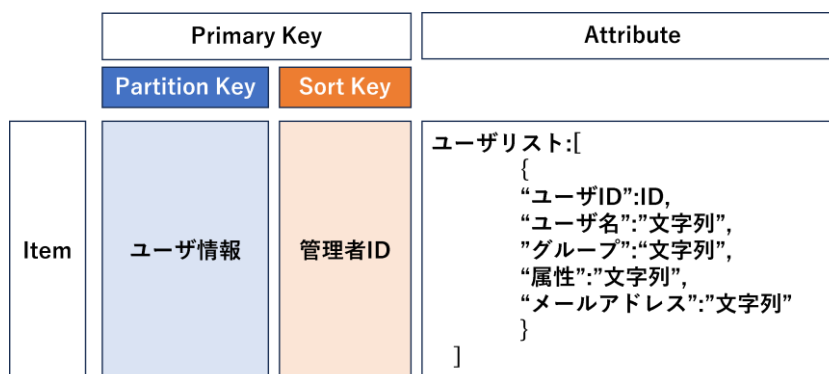 Primary Key
Attribute
Partition Key
Sort Key
Item
ユーザ情報
管理者ID
ユーザリスト:[
{
“ユーザID”:ID,
“ユーザ名”:”文字列”,
”グループ”:“文字列”,
“属性”:”文字列”,
“メールアドレス”:”文字列”
}
]